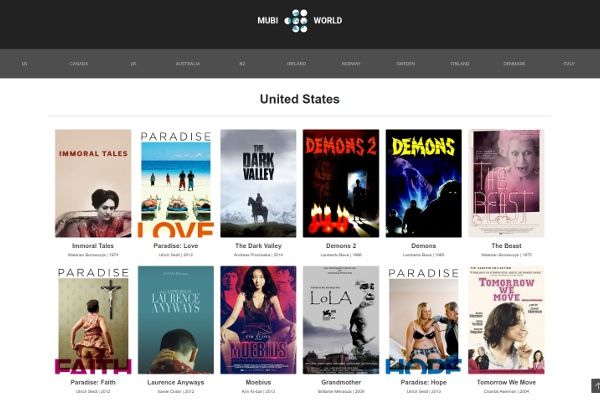 MUBI WORLD
US CANADA UK AUSTRALIA NZ IRELAND NORWAY SWEDEN FINLAND DENMARK ITALY
United States
IMMORAL TALES
PARADISE
LOVE
THE
DARK
VALLEY
DEMONS 2
DEMONS
THE
BEAST
Immoral Tales
Paradise: Love
The Dark Valley
Demons 2
Demons
The Beast
Walerian Borowczyk | 1974
Ulrich Seidl | 2012
Andreas Prochaska | 2014
Lamberto Bava | 1986
Lamberto Bava | 1985
Walerian Borowczyk | 1975
PARADISE
FAITH
LAURENCE
ANYWAYS
MOEBIUS
LOLA
PARADISE
HOPE
TOMORROW
WE
MOVE
Paradise: Faith
Laurence Anyways
Moebius
Grandmother
Paradise: Hope
Tomorrow We Move
Ulrich Seidl | 2012
Xavier Dolan | 2012
Kim Ki-duk | 2013
Brillante Mendoza | 2009
Ulrich Seidl | 2013
Chantal Akerman | 2004